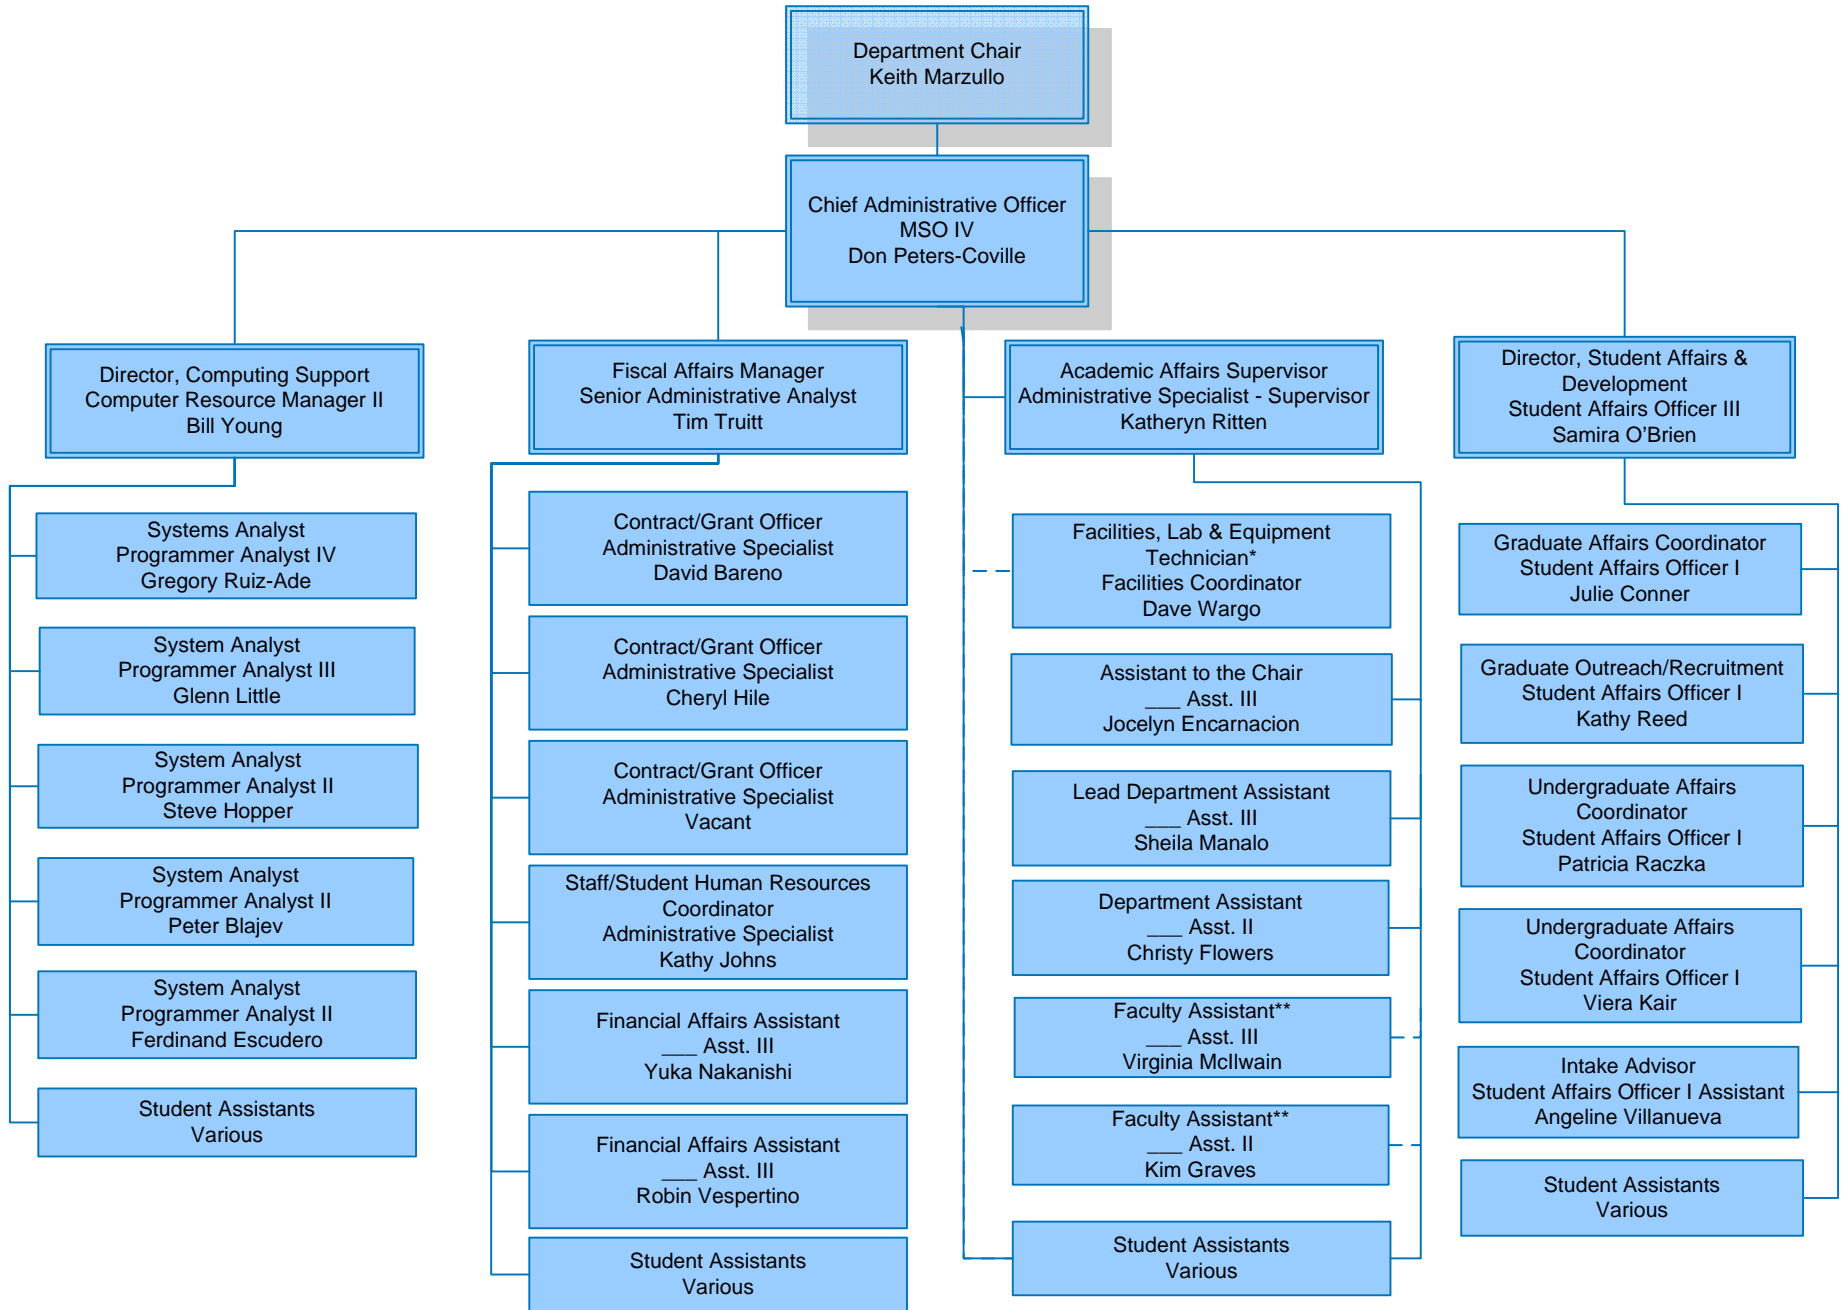 Department Chair
Keith Marzullo
Chief Administrative Officer
MSO IV
Don Peters-Coville
Director, Computing Support
Computer Resource Manager II
Bill Young
Systems Analyst
Programmer Analyst IV
Gregory Ruiz-Ade
System Analyst
Programmer Analyst III
Glenn Little
System Analyst
Programmer Analyst II
Steve Hopper
System Analyst
Programmer Analyst II
Peter Blajev
System Analyst
Programmer Analyst II
Ferdinand Escudero
Student Assistants
Various
Fiscal Affairs Manager
Senior Administrative Analyst
Tim Truitt
Contract/Grant Officer
Administrative Specialist
David Bareno
Contract/Grant Officer
Administrative Specialist
Cheryl Hile
Contract/Grant Officer
Administrative Specialist
Vacant
Staff/Student Human Resources
Coordinator
Administrative Specialist
Kathy Johns
Financial Affairs Assistant
___ Asst. III
Yuka Nakanishi
Financial Affairs Assistant
___ Asst. III
Robin Vespertino
Student Assistants
Various
Academic Affairs Supervisor
Administrative Specialist - Supervisor
Katheryn Ritten
Facilities, Lab & Equipment
Technician*
Facilities Coordinator
Dave Wargo
Assistant to the Chair
___ Asst. III
Jocelyn Encarnacion
Lead Department Assistant
___ Asst. III
Sheila Manalo
Department Assistant
___ Asst. II
Christy Flowers
Faculty Assistant**
___ Asst. III
Virginia McIlwain
Faculty Assistant**
___ Asst. II
Kim Graves
Student Assistants
Various
Director, Student Affairs &
Development
Student Affairs Officer III
Samira O’Brien
Graduate Affairs Coordinator
Student Affairs Officer I
Julie Conner
Graduate Outreach/Recruitment
Student Affairs Officer I
Kathy Reed
Undergraduate Affairs
Coordinator
Student Affairs Officer I
Patricia Raczka
Undergraduate Affairs
Coordinator
Student Affairs Officer I
Viera Kair
Intake Advisor
Student Affairs Officer I Assistant
Angeline Villanueva
Student Assistants
Various